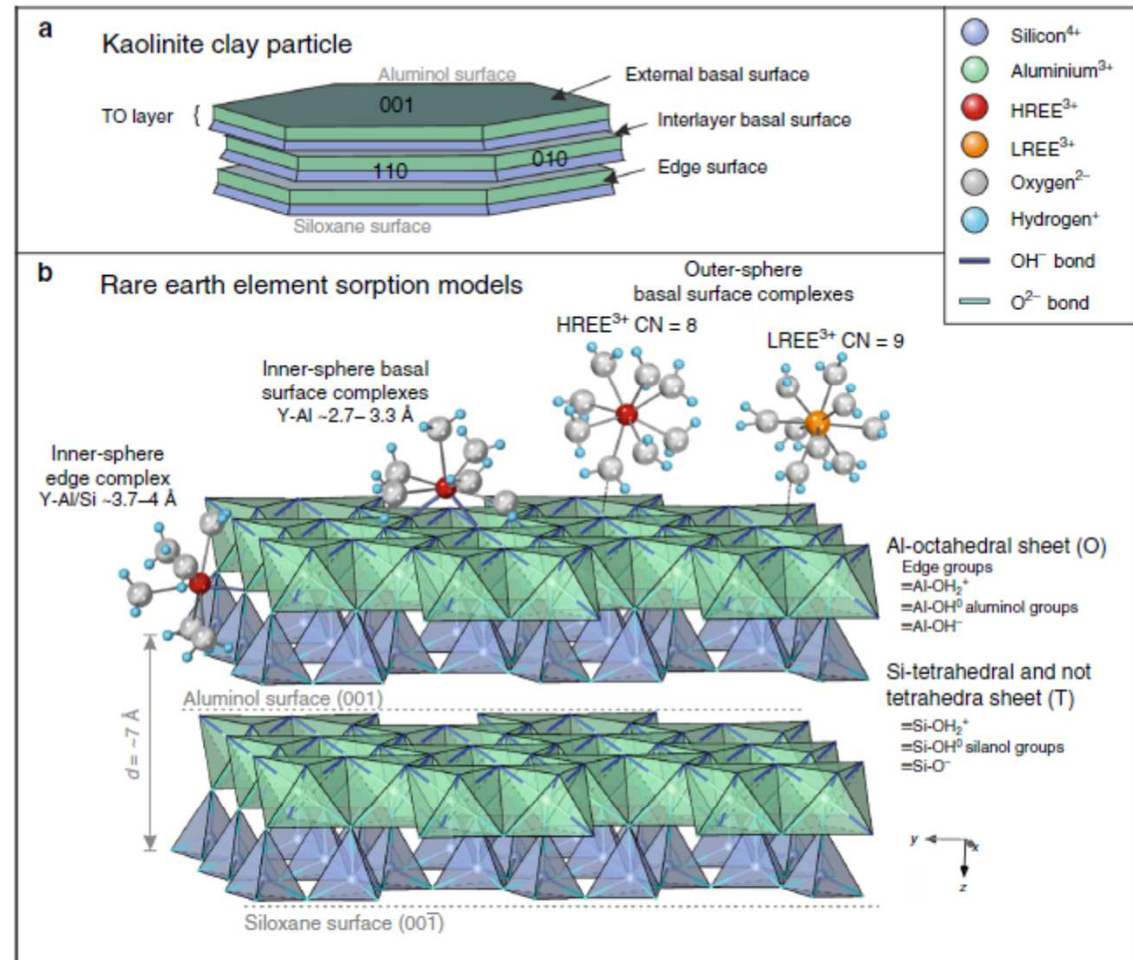 a
Kaolinite clay particle
Aluminol surface
External basal surface
TO layer {
001
Interlayer basal surface
110
010
Edge surface
Siloxane surface
Silicon⁴⁺
Aluminium³⁺
HREE³⁺
LREE³⁺
Oxygen²⁻
Hydrogen⁺
OH⁻ bond
O²⁻ bond
b
Rare earth element sorption models
Outer-sphere
basal surface complexes
HREE³⁺ CN = 8
LREE³⁺ CN = 9
Inner-sphere basal
surface complexes
Y-Al ~2.7– 3.3 Å
Inner-sphere
edge complex
Y-Al/Si ~3.7–4 Å
Al-octahedral sheet (O)
Edge groups
≡Al-OH₂⁺
≡Al-OH⁰ aluminol groups
≡Al-OH⁻
Si-tetrahedral and not
tetrahedra sheet (T)
≡Si-OH₂⁺
≡Si-OH⁰ silanol groups
≡Si-O⁻
Aluminol surface (001)
d = ~7 Å
Siloxane surface (001̄)
y
x
z